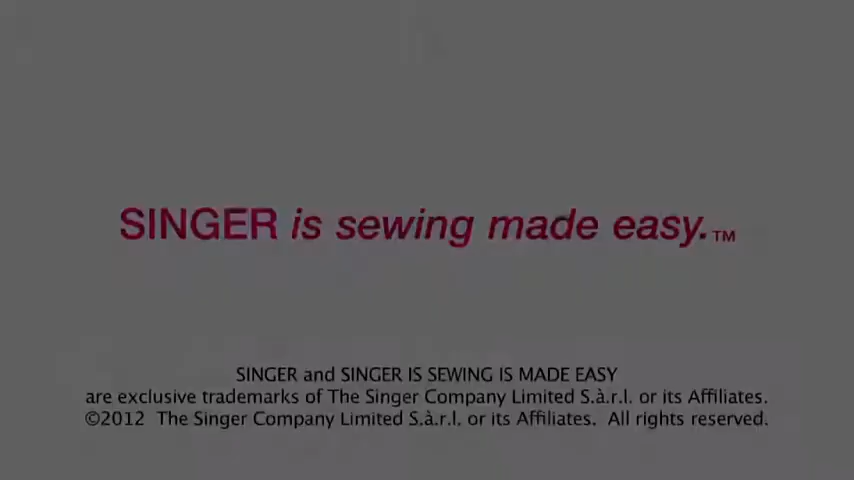 SINGER is sewing made easy.™
SINGER and SINGER IS SEWING IS MADE EASY
are exclusive trademarks of The Singer Company Limited S.à.r.l. or its Affiliates.
©2012 The Singer Company Limited S.à.r.l. or its Affiliates. All rights reserved.